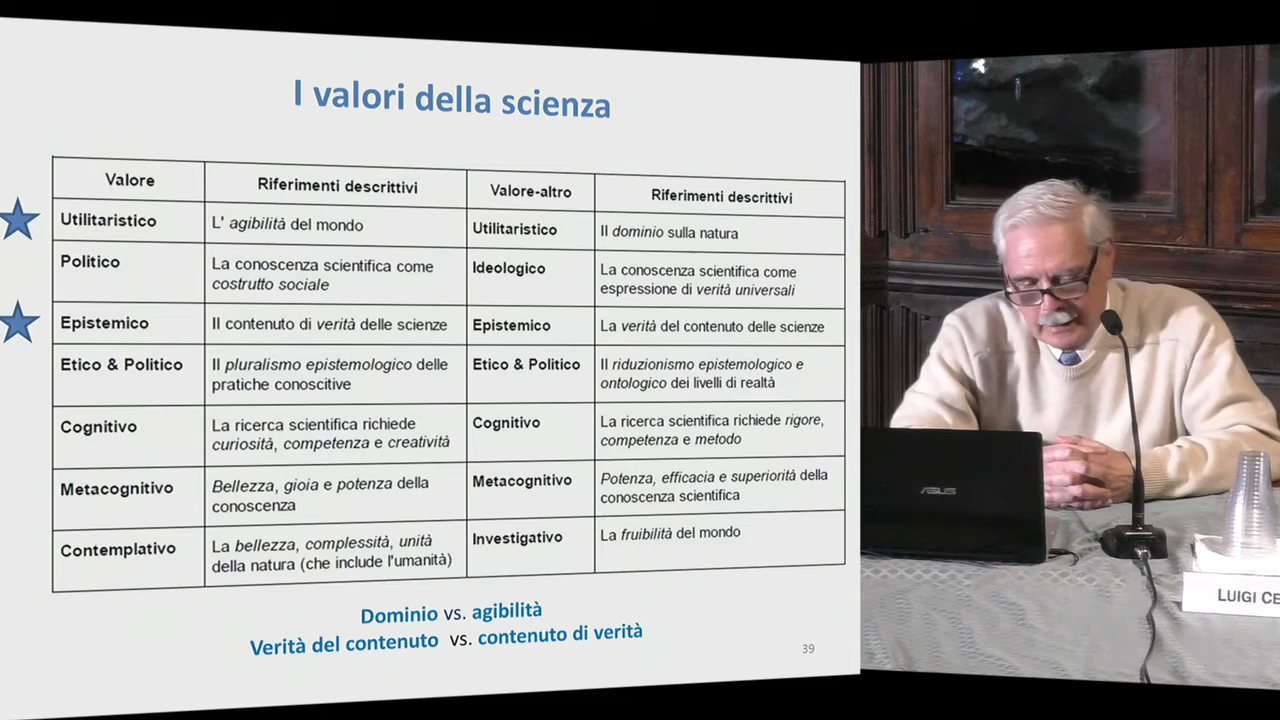 I valori della scienza
Valore Riferimenti descrittivi Valore-altro Riferimenti descrittivi
Utilitaristico L' agibilità del mondo Utilitaristico Il dominio sulla natura
Politico La conoscenza scientifica come Ideologico La conoscenza scientifica come
costrutto sociale espressione di verità universali
Epistemico Il contenuto di verità delle scienze Epistemico La verità del contenuto delle scienze
Etico & Politico Il pluralismo epistemologico delle Etico & Politico Il riduzionismo epistemologico e
pratiche conoscitive ontologico dei livelli di realtà
Cognitivo La ricerca scientifica richiede Cognitivo La ricerca scientifica richiede rigore,
curiosità, competenza e creatività competenza e metodo
Metacognitivo Bellezza, gioia e potenza della Metacognitivo Potenza, efficacia e superiorità della
conoscenza conoscenza scientifica
Contemplativo La bellezza, complessità, unità Investigativo La fruibilità del mondo
della natura (che include l'umanità)
Dominio vs. agibilità
Verità del contenuto vs. contenuto di verità
39
ASUS
LUIGI CE